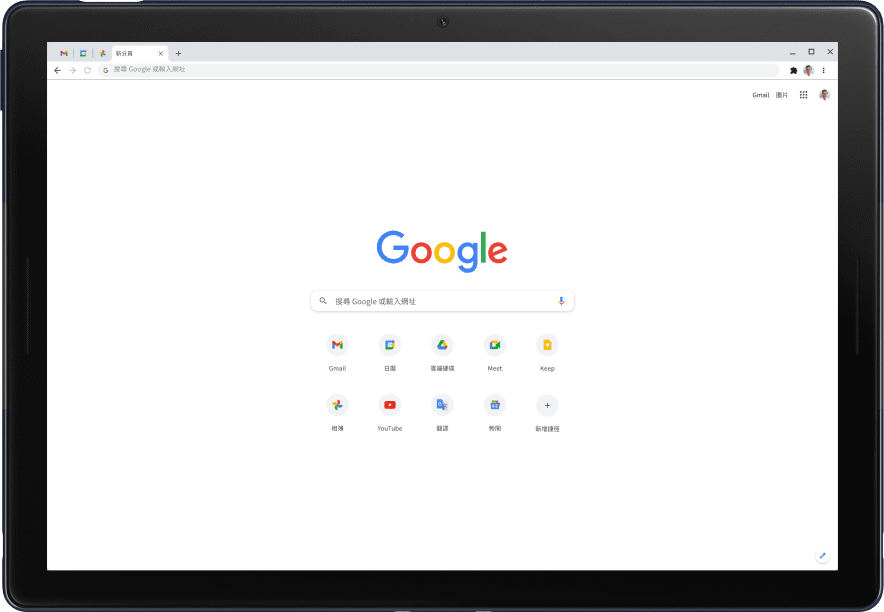 新分頁
搜尋 Google 或輸入網址
Gmail 圖片
Google
搜尋 Google 或輸入網址
Gmail 日曆 雲端硬碟 Meet Keep
相簿 YouTube 翻譯 新聞 新增捷徑